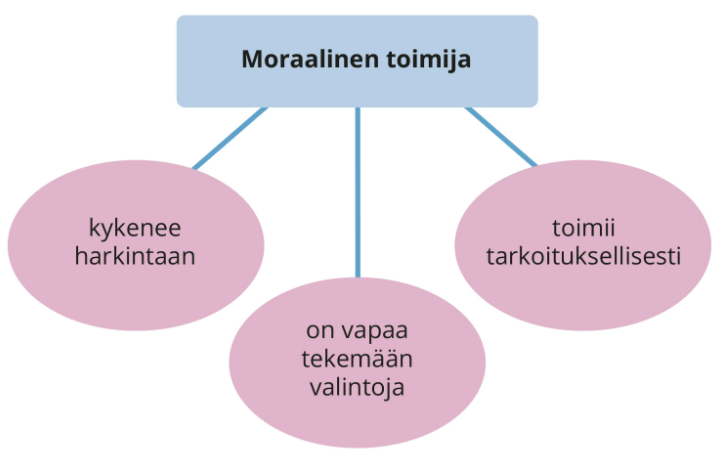 Moraalinen toimija
kykenee
harkintaan
on vapaa
tekemään
valintoja
toimii
tarkoituksellisesti